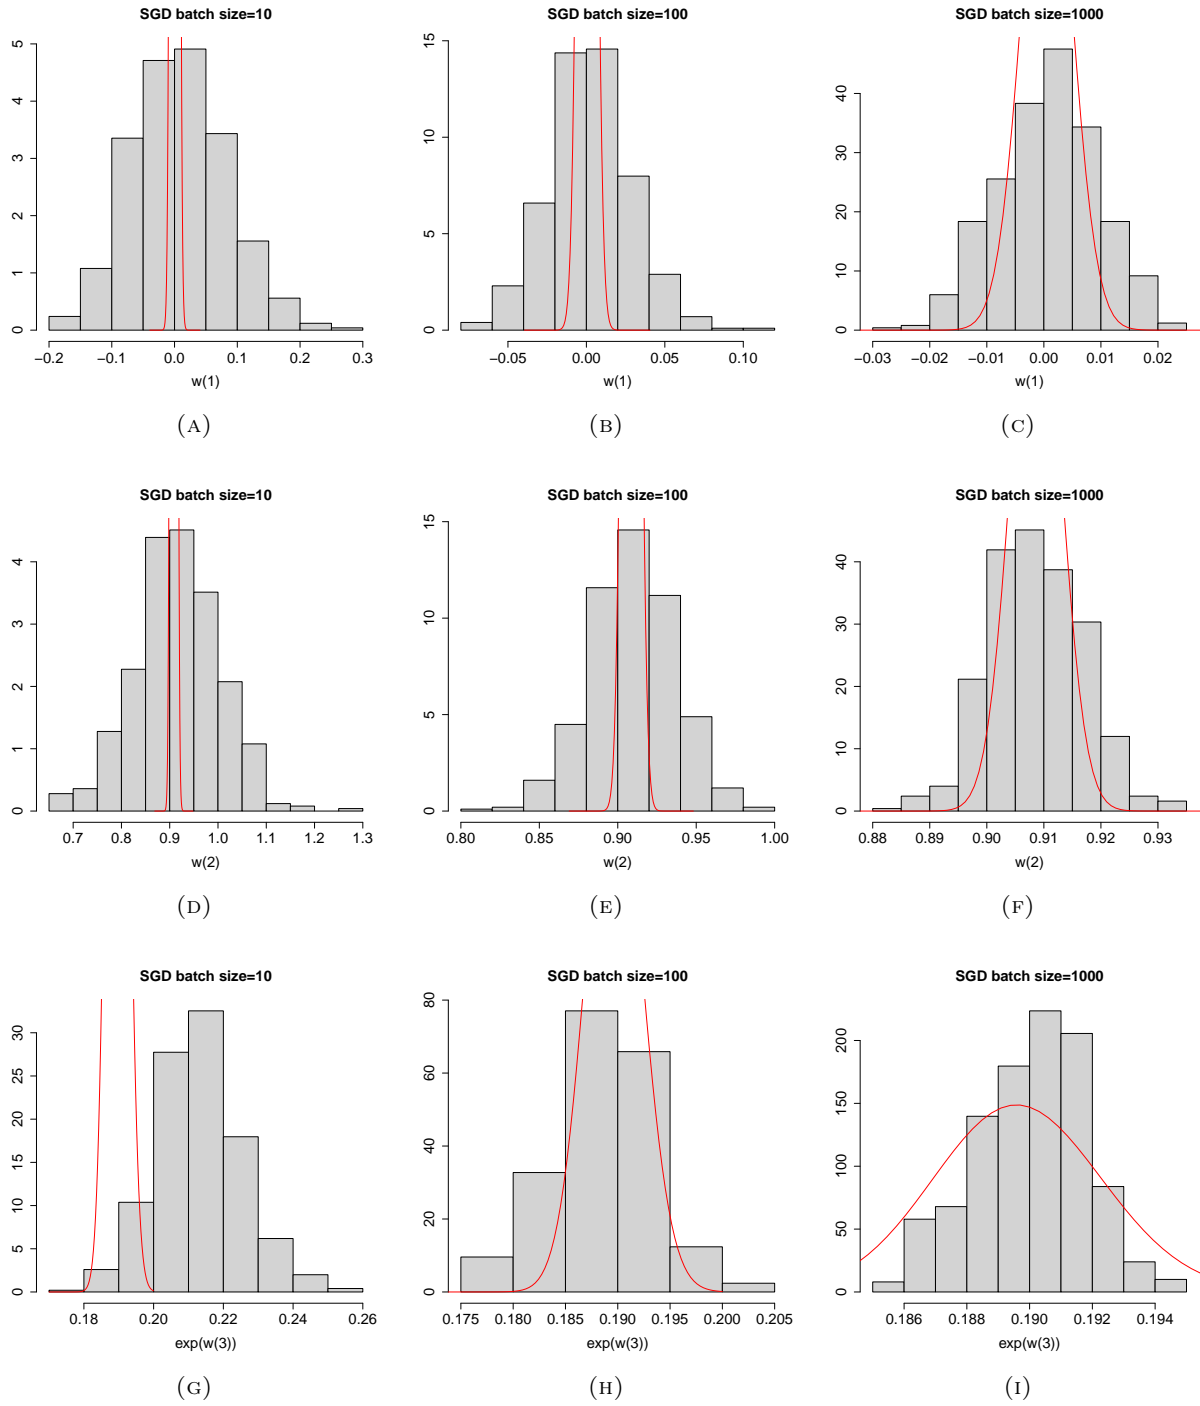 SGD batch size=10 SGD batch size=100 SGD batch size=1000
5
4
3
2
1
0
−0.2 −0.1 0.0 0.1 0.2 0.3
w(1)
15
10
5
0
−0.05 0.00 0.05 0.10
w(1)
40
30
20
10
0
−0.03 −0.02 −0.01 0.00 0.01 0.02
w(1)
(A) (B) (C)
SGD batch size=10 SGD batch size=100 SGD batch size=1000
4
3
2
1
0
0.7 0.8 0.9 1.0 1.1 1.2 1.3
w(2)
15
10
5
0
0.80 0.85 0.90 0.95 1.00
w(2)
40
30
20
10
0
0.88 0.89 0.90 0.91 0.92 0.93
w(2)
(D) (E) (F)
SGD batch size=10 SGD batch size=100 SGD batch size=1000
30
25
20
15
10
5
0
0.18 0.20 0.22 0.24 0.26
exp(w(3))
80
60
40
20
0
0.175 0.180 0.185 0.190 0.195 0.200 0.205
exp(w(3))
200
150
100
50
0
0.186 0.188 0.190 0.192 0.194
exp(w(3))
(G) (H) (I)